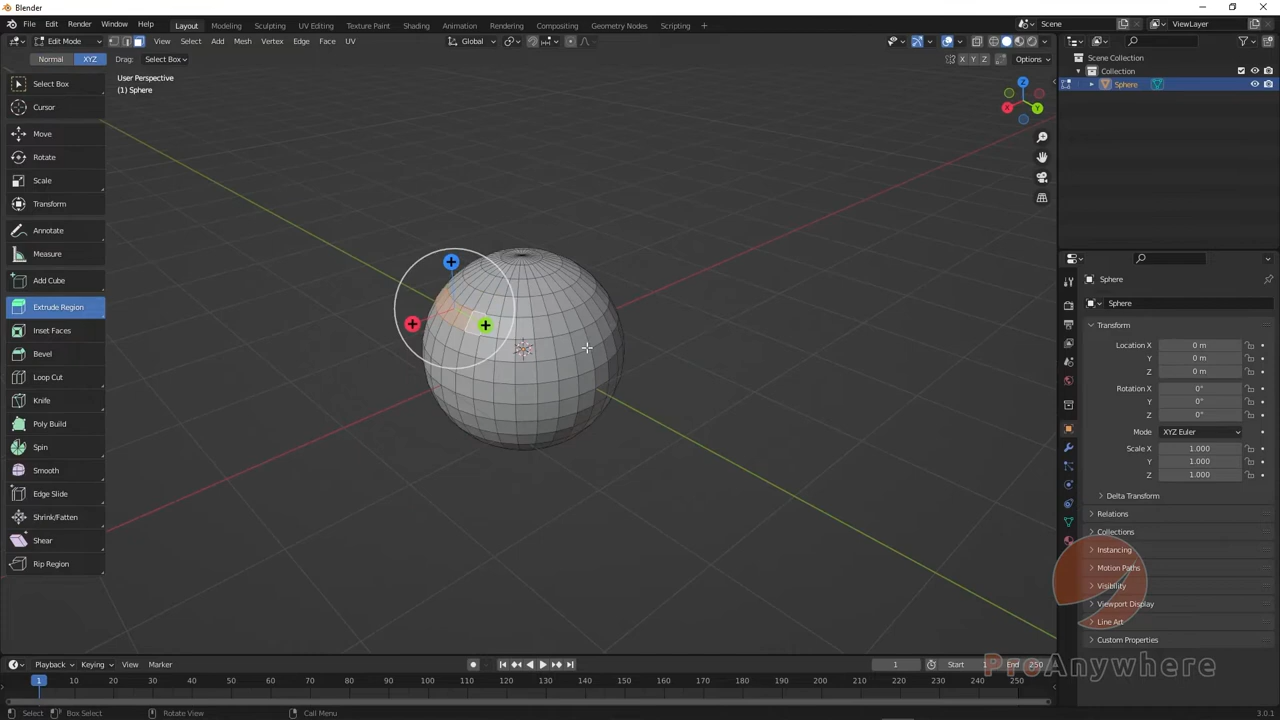 Blender
File Edit Render Window Help Layout Modeling Sculpting UV Editing Texture Paint Shading Animation Rendering Compositing Geometry Nodes Scripting + Scene ViewLayer
Edit Mode View Select Add Mesh Vertex Edge Face UV Global
Normal XYZ Drag: Select Box X Y Z Options
User Perspective
(1) Sphere
Select Box
Cursor
Move
Rotate
Scale
Transform
Annotate
Measure
Add Cube
Extrude Region
Inset Faces
Bevel
Loop Cut
Knife
Poly Build
Spin
Smooth
Edge Slide
Shrink/Fatten
Shear
Rip Region
Z
X Y
Scene Collection
Collection
Sphere
Sphere
Sphere
Transform
Location X 0 m
Y 0 m
Z 0 m
Rotation X 0°
Y 0°
Z 0°
Mode XYZ Euler
Scale X 1.000
Y 1.000
Z 1.000
Delta Transform
Relations
Collections
Instancing
Motion Paths
Visibility
Viewport Display
Line Art
Custom Properties
ProAnywhere
Playback Keying View Marker 1 Start 1 End 250
1 10 20 30 40 50 60 70 80 90 100 110 120 130 140 150 160 170 180 190 200 210 220 230 240 250
Select Box Select Rotate View Call Menu 3.0.1